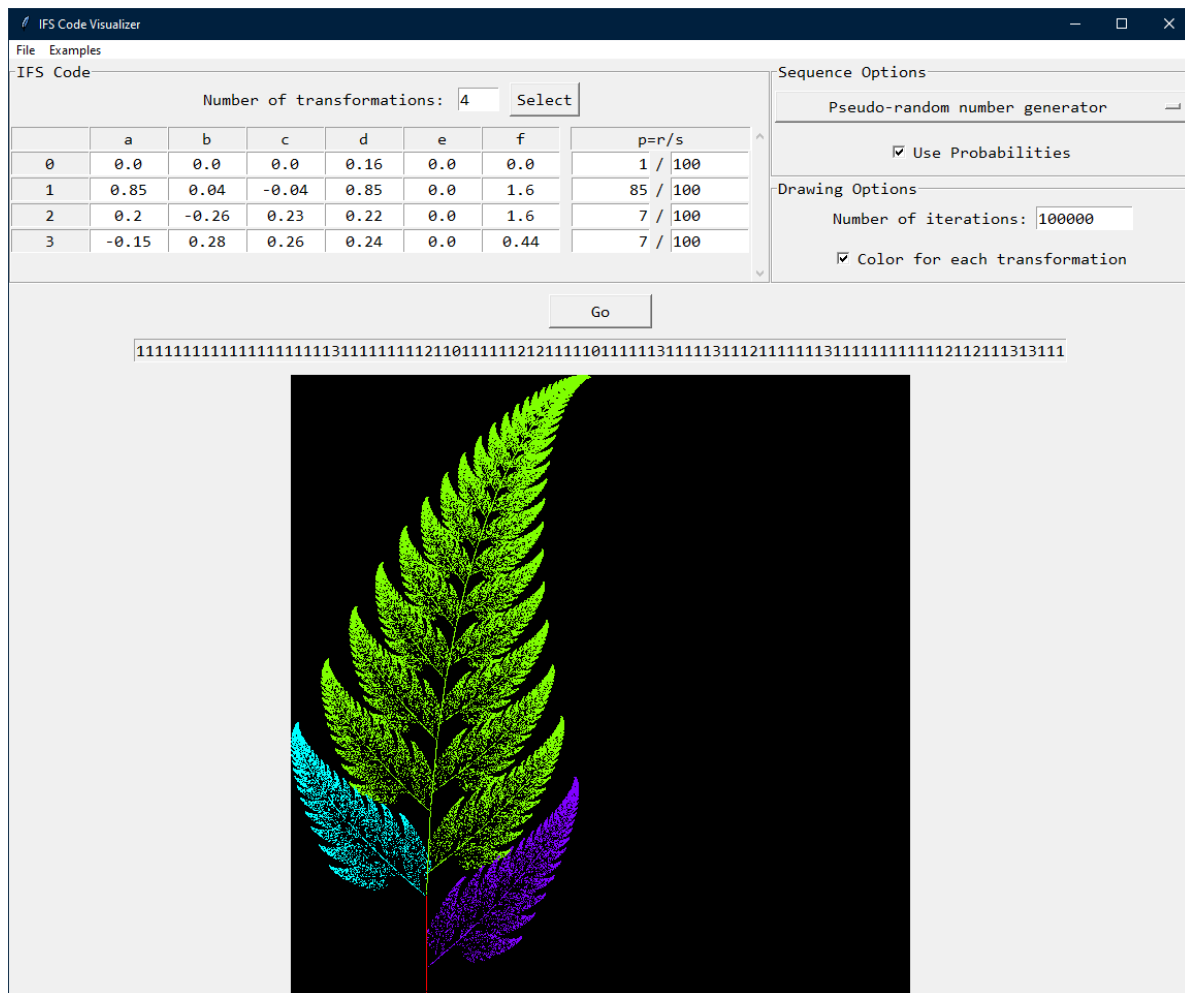 IFS Code Visualizer
File Examples
IFS Code
Number of transformations: 4 Select
a b c d e f p=r/s
0 0.0 0.0 0.0 0.16 0.0 0.0 1 / 100
1 0.85 0.04 -0.04 0.85 0.0 1.6 85 / 100
2 0.2 -0.26 0.23 0.22 0.0 1.6 7 / 100
3 -0.15 0.28 0.26 0.24 0.0 0.44 7 / 100
Sequence Options
Pseudo-random number generator
Use Probabilities
Drawing Options
Number of iterations: 100000
Color for each transformation
Go
1111111111111111111113111111111121101111112121111101111113111113111211111113111111111111121121113 13111